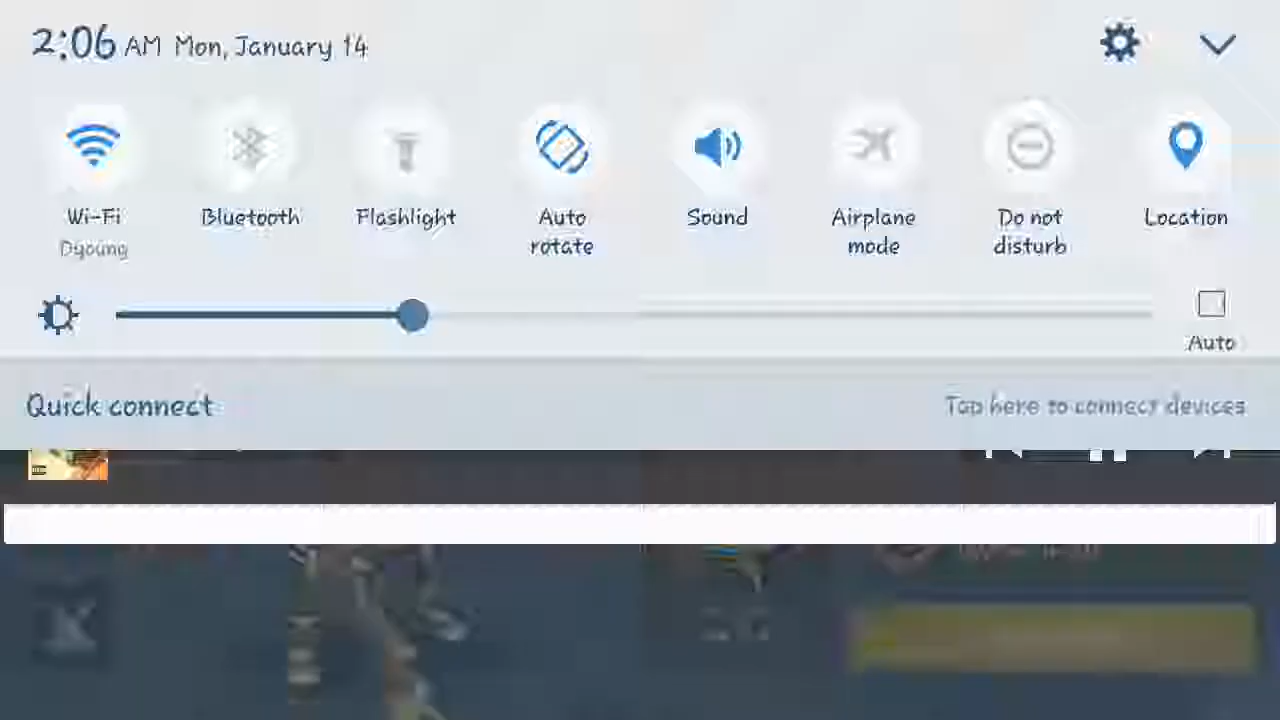 2:06 AM Mon, January 14
Wi-Fi
Dyoung
Bluetooth
Flashlight
Auto
rotate
Sound
Airplane
mode
Do not
disturb
Location
Auto
Quick connect
Tap here to connect devices